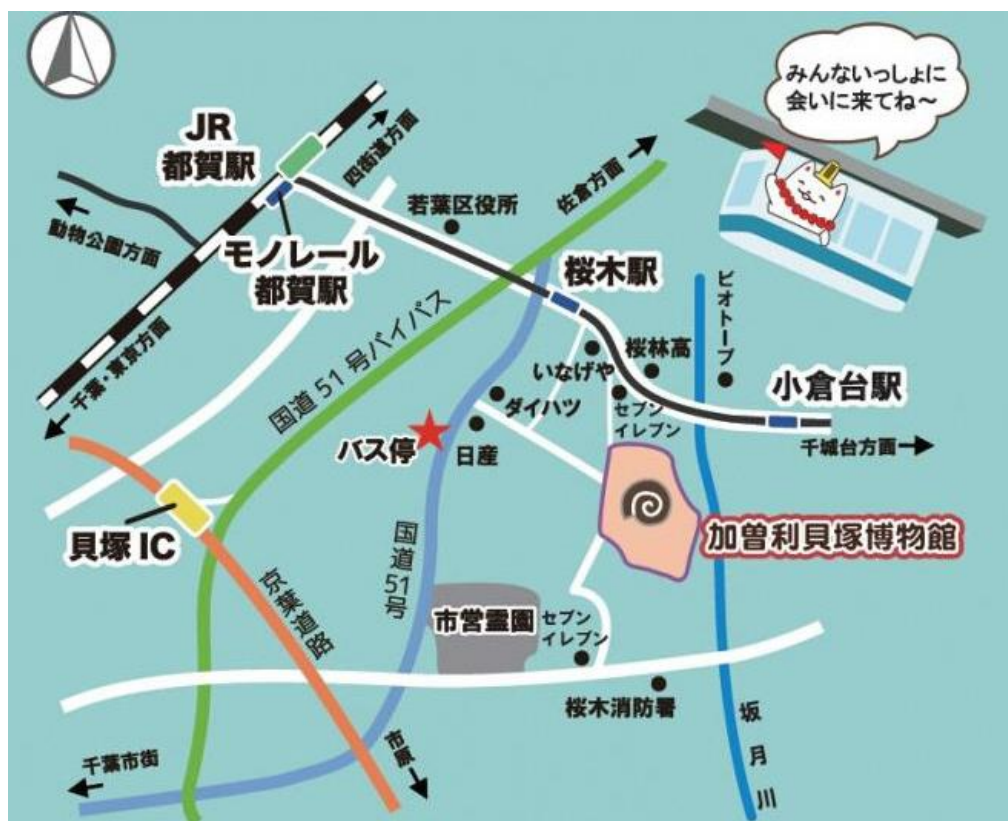 みんないっしょに
会いに来てね～
JR
都賀駅
四街道方面
動物公園方面
モノレール
都賀駅
若葉区役所
佐倉方面
桜木駅
ビオトープ
千葉・東京方面
国道51号バイパス
いなげや
桜林高
小倉台駅
ダイハツ
セブン
イレブン
千城台方面
バス停
日産
貝塚IC
加曽利貝塚博物館
国道51号
京葉道路
市営霊園
セブン
イレブン
桜木消防署
千葉市街
市原
坂月川